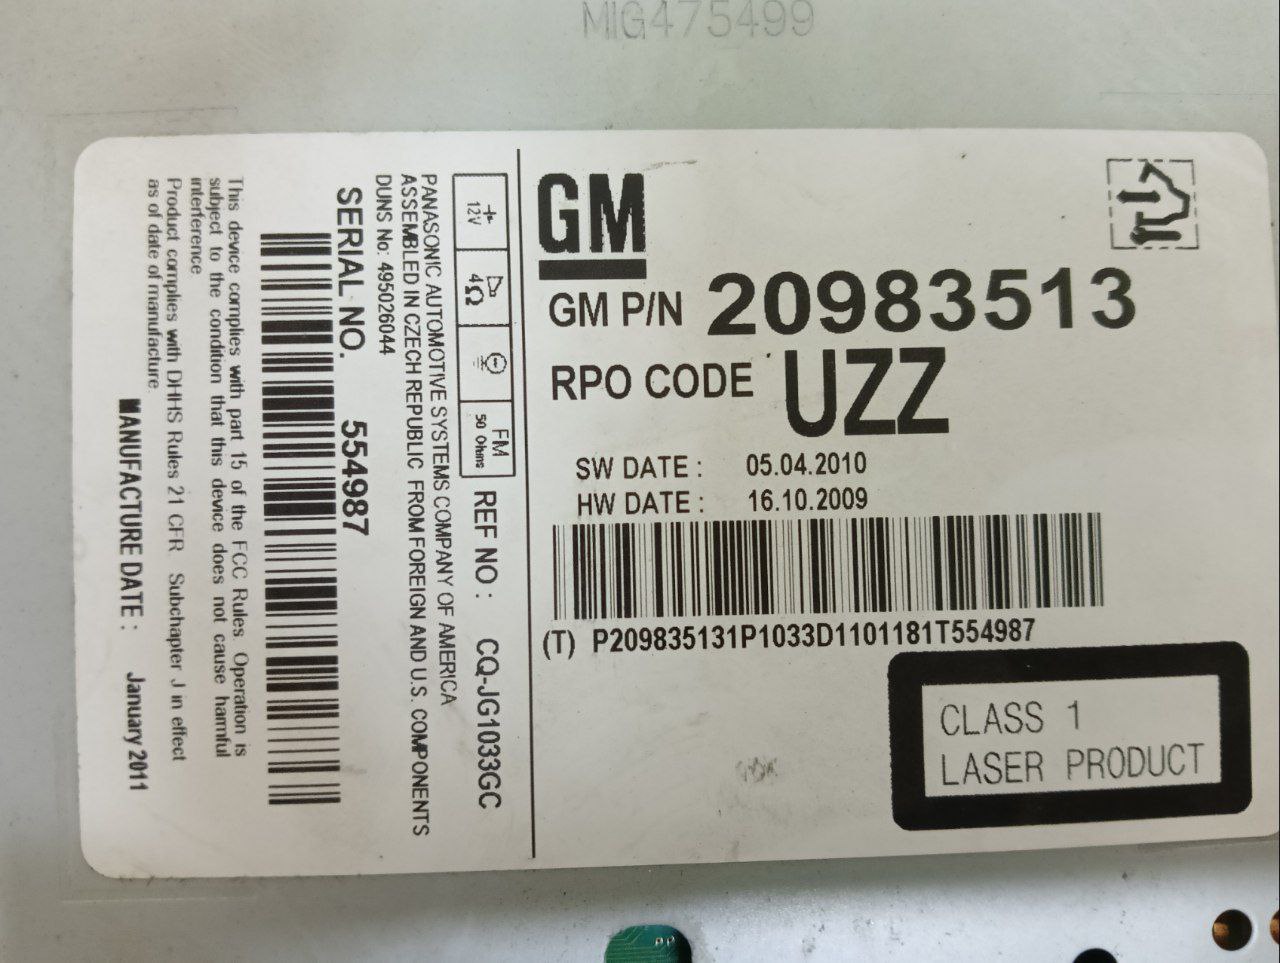 MIG475499
GM
GM P/N 20983513
RPO CODE UZZ
SW DATE : 05.04.2010
HW DATE : 16.10.2009
(T) P209835131P1033D1101181T554987
CLASS 1
LASER PRODUCT
12V
4Ω
FM
50 Ohms
REF NO : CQ-JG1033GC
PANASONIC AUTOMOTIVE SYSTEMS COMPANY OF AMERICA
ASSEMBLED IN CZECH REPUBLIC FROM FOREIGN AND U.S. COMPONENTS
DUNS No: 495026044
SERIAL NO. 554987
This device complies with part 15 of the FCC Rules. Operation is
subject to the condition that this device does not cause harmful
interference
Product complies with DHHS Rules 21 CFR Subchapter J in effect
as of date of manufacture.
MANUFACTURE DATE : January 2011